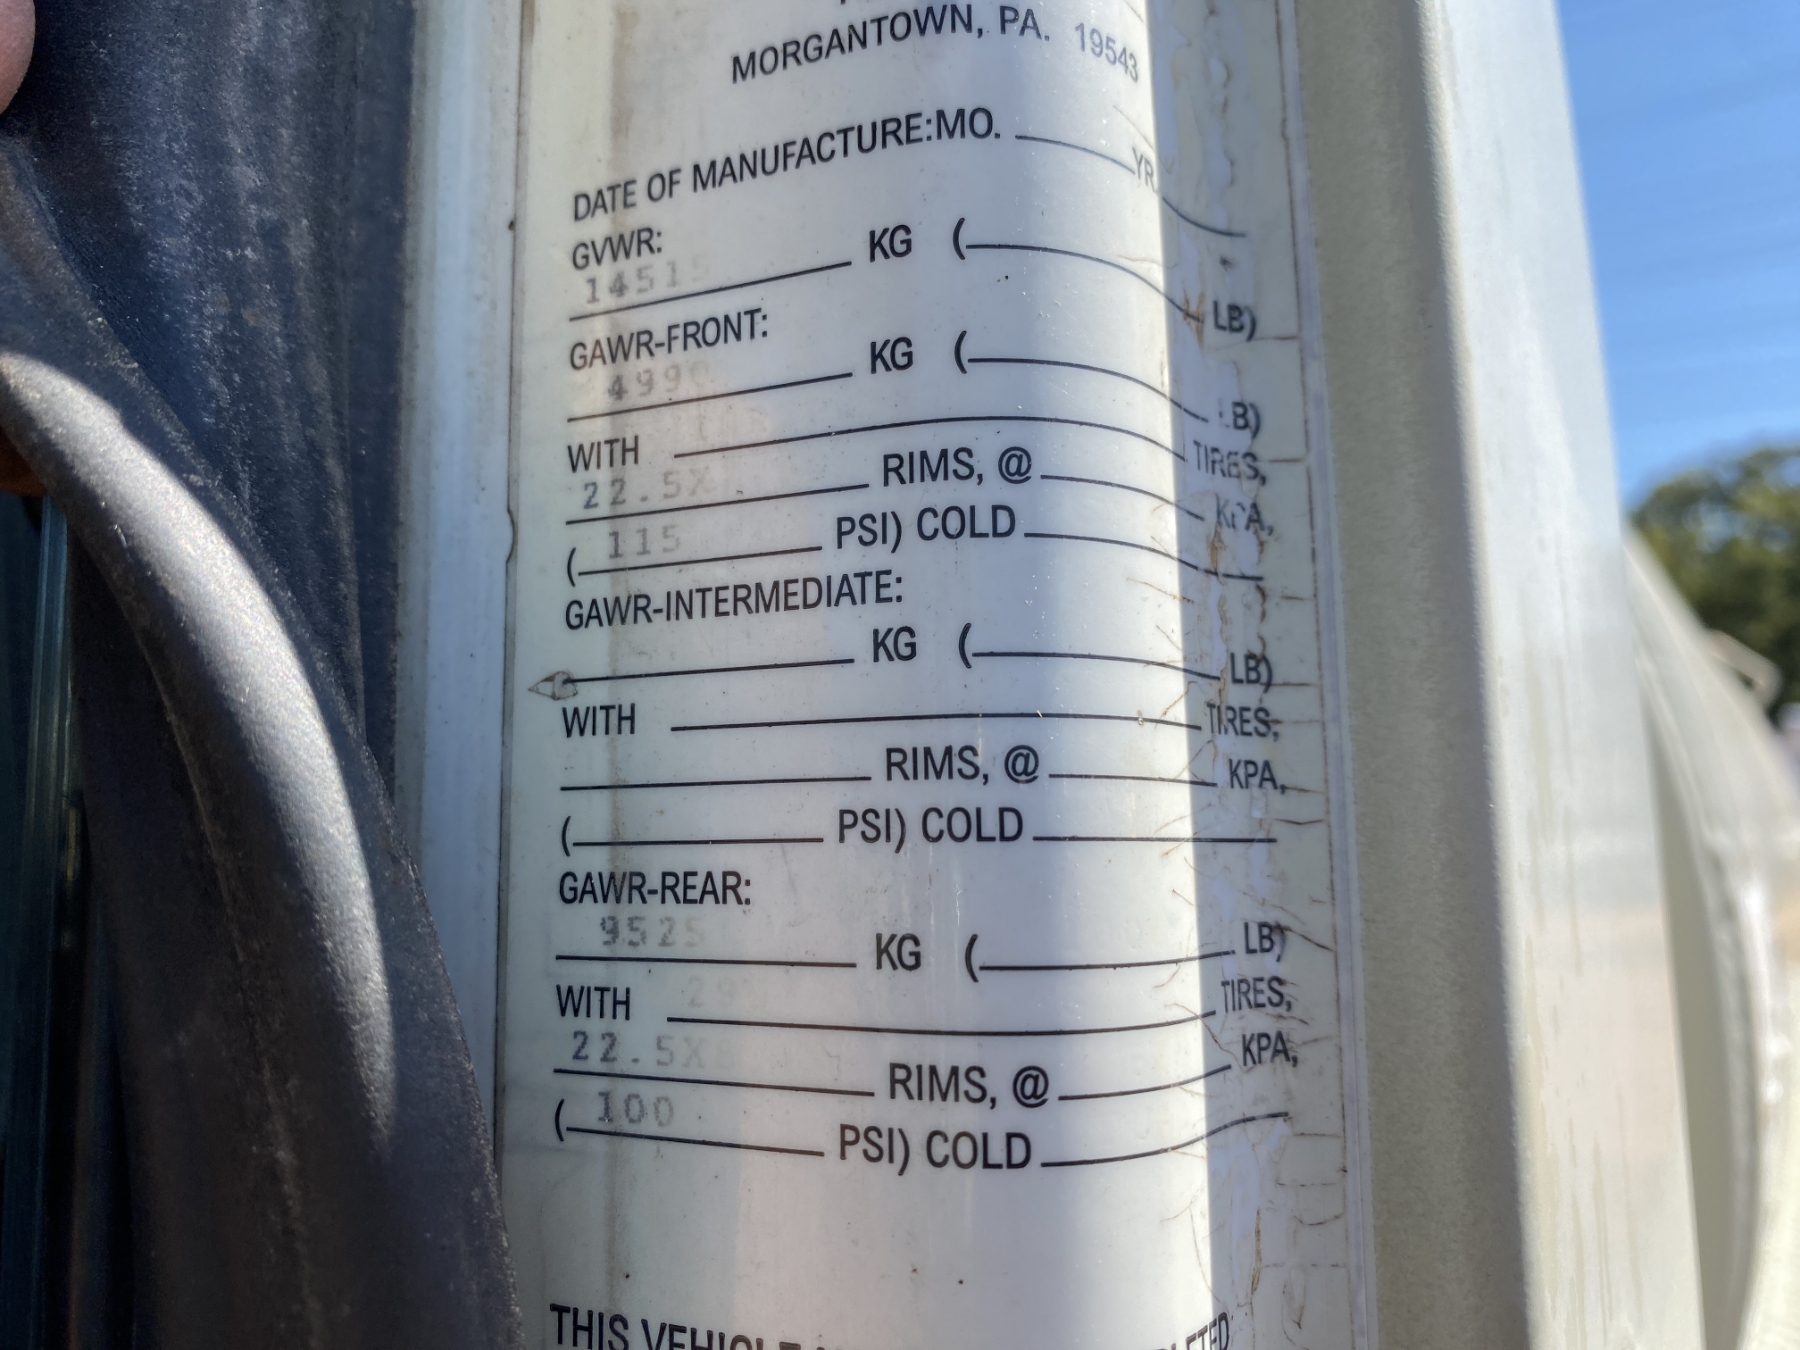 MORGANTOWN, PA. 19543
DATE OF MANUFACTURE:MO. YR.
GVWR:
14515 KG ( LB)
GAWR-FRONT:
KG ( LB)
WITH TIRES,
22.5X RIMS, @ KPA,
( 115 PSI) COLD
GAWR-INTERMEDIATE:
KG ( LB)
WITH TIRES,
RIMS, @ KPA,
( PSI) COLD
GAWR-REAR:
9525 KG ( LB)
WITH TIRES,
22.5X RIMS, @ KPA,
( 100 PSI) COLD
THIS VEHICLE